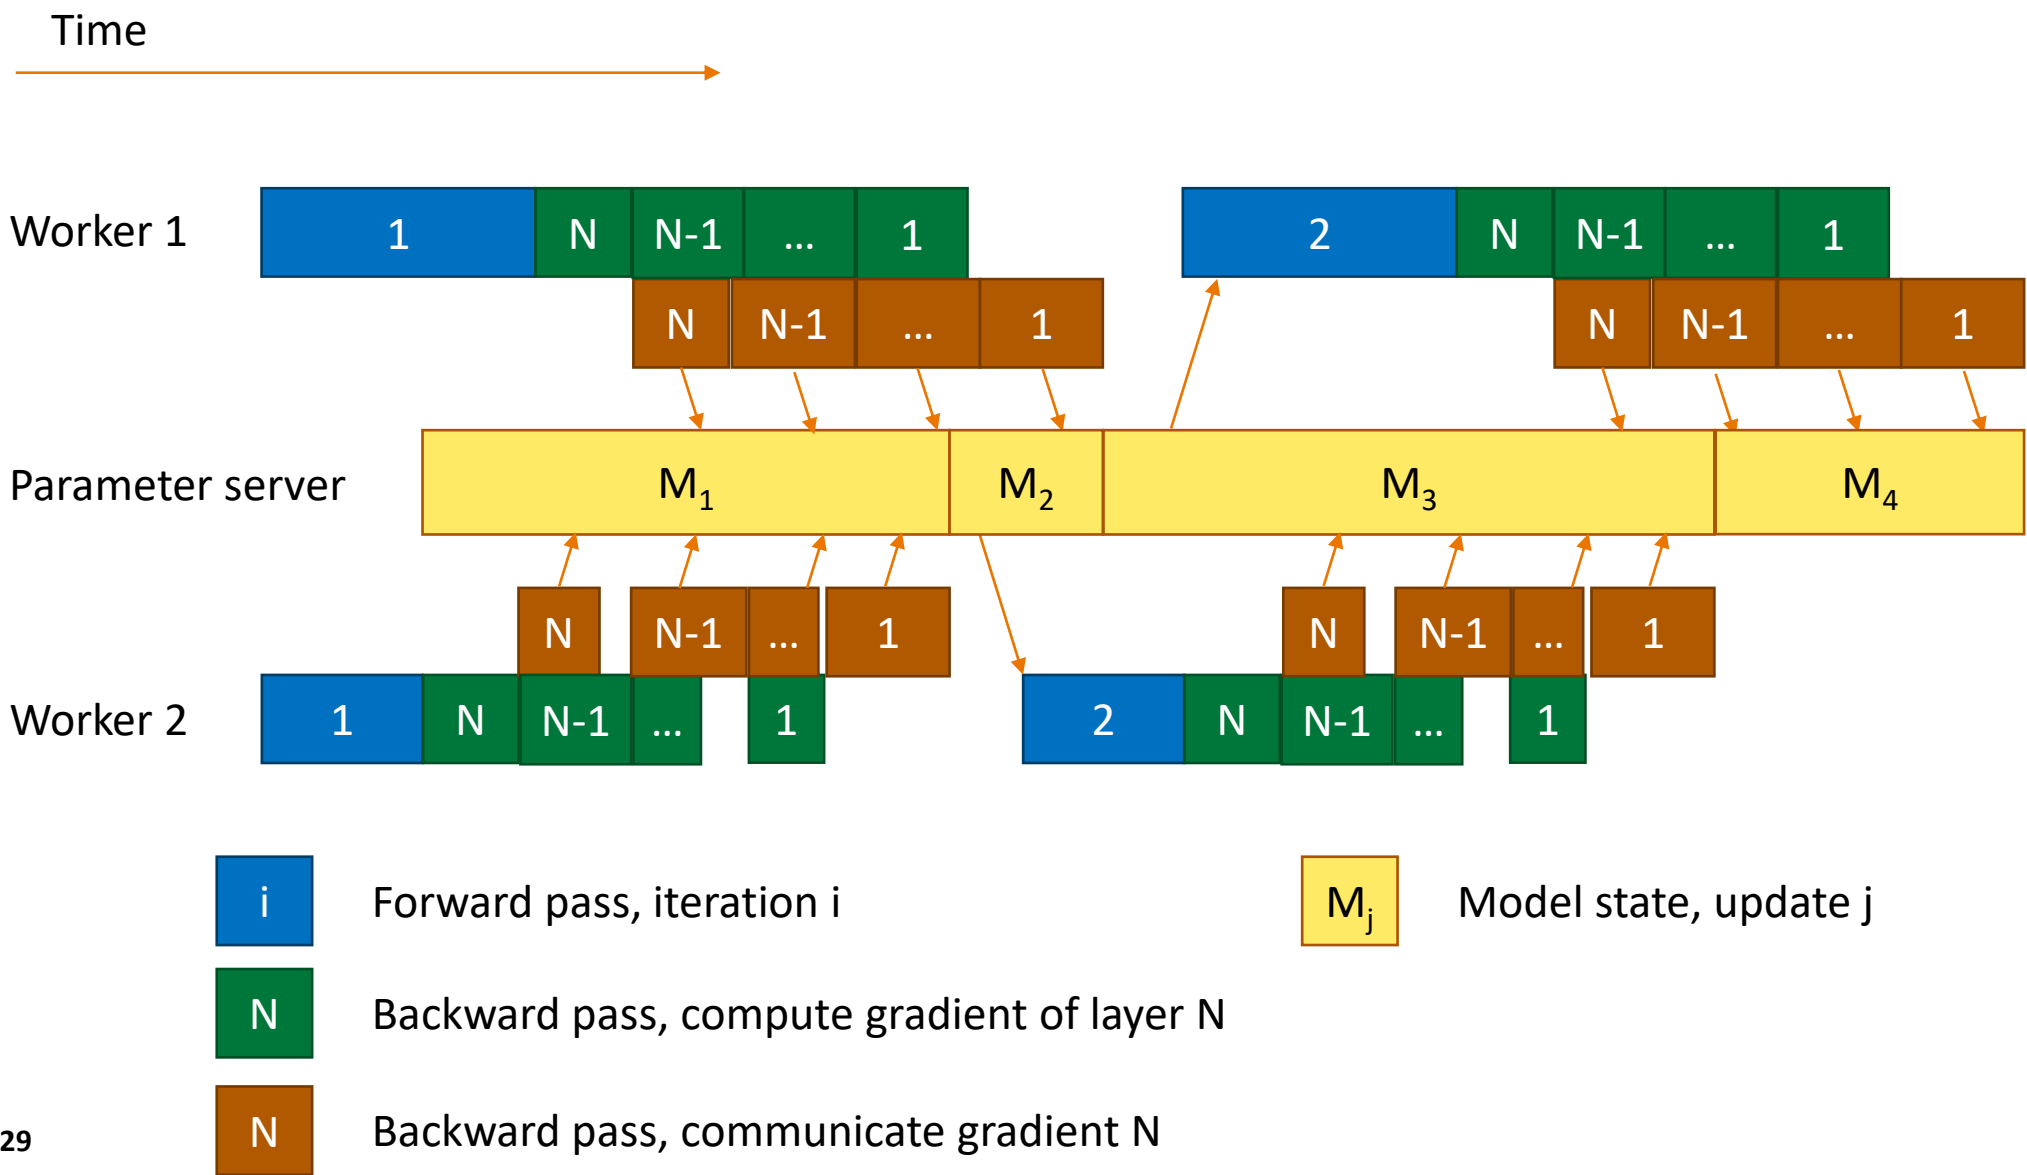 Time
Worker 1
1 N N-1 ... 1
2 N N-1 ... 1
N N-1 ... 1
N N-1 ... 1
Parameter server
M1 M2 M3 M4
N N-1 ... 1
N N-1 ... 1
Worker 2
1 N N-1 ... 1
2 N N-1 ... 1
i Forward pass, iteration i
Mj Model state, update j
N Backward pass, compute gradient of layer N
N Backward pass, communicate gradient N
29